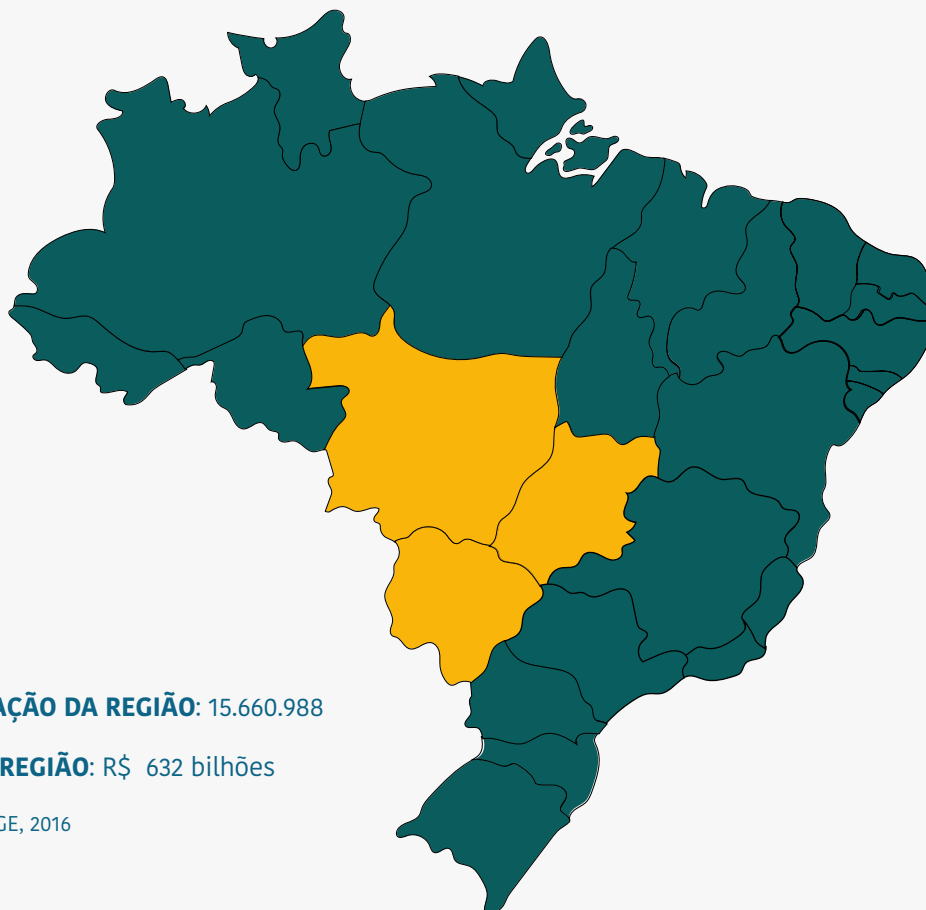 AÇÃO DA REGIÃO: 15.660.988
REGIÃO: R$ 632 bilhões
GE, 2016